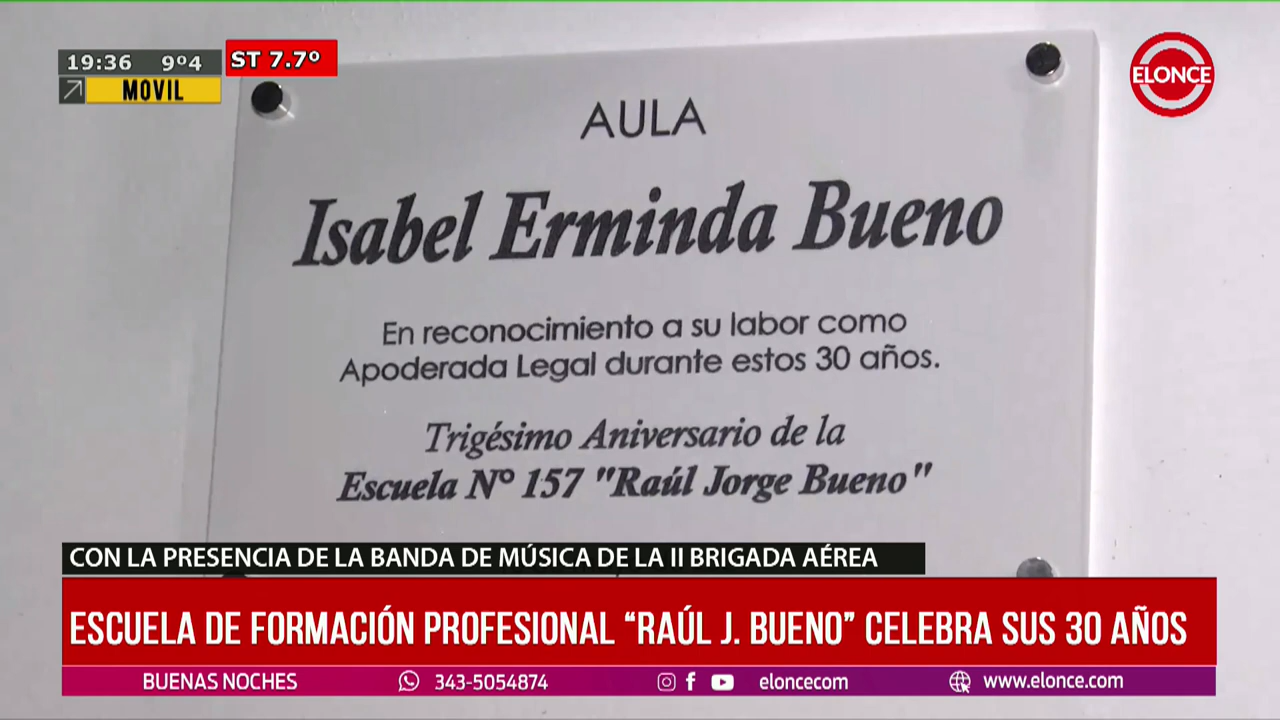 19:36 9º4
ST 7.7º
MOVIL
ELONCE
AULA
Isabel Erminda Bueno
En reconocimiento a su labor como
Apoderada Legal durante estos 30 años.
Trigésimo Aniversario de la
Escuela Nº 157 "Raúl Jorge Bueno"
CON LA PRESENCIA DE LA BANDA DE MÚSICA DE LA II BRIGADA AÉREA
ESCUELA DE FORMACIÓN PROFESIONAL “RAÚL J. BUENO” CELEBRA SUS 30 AÑOS
BUENAS NOCHES 343-5054874 eloncecom www.elonce.com